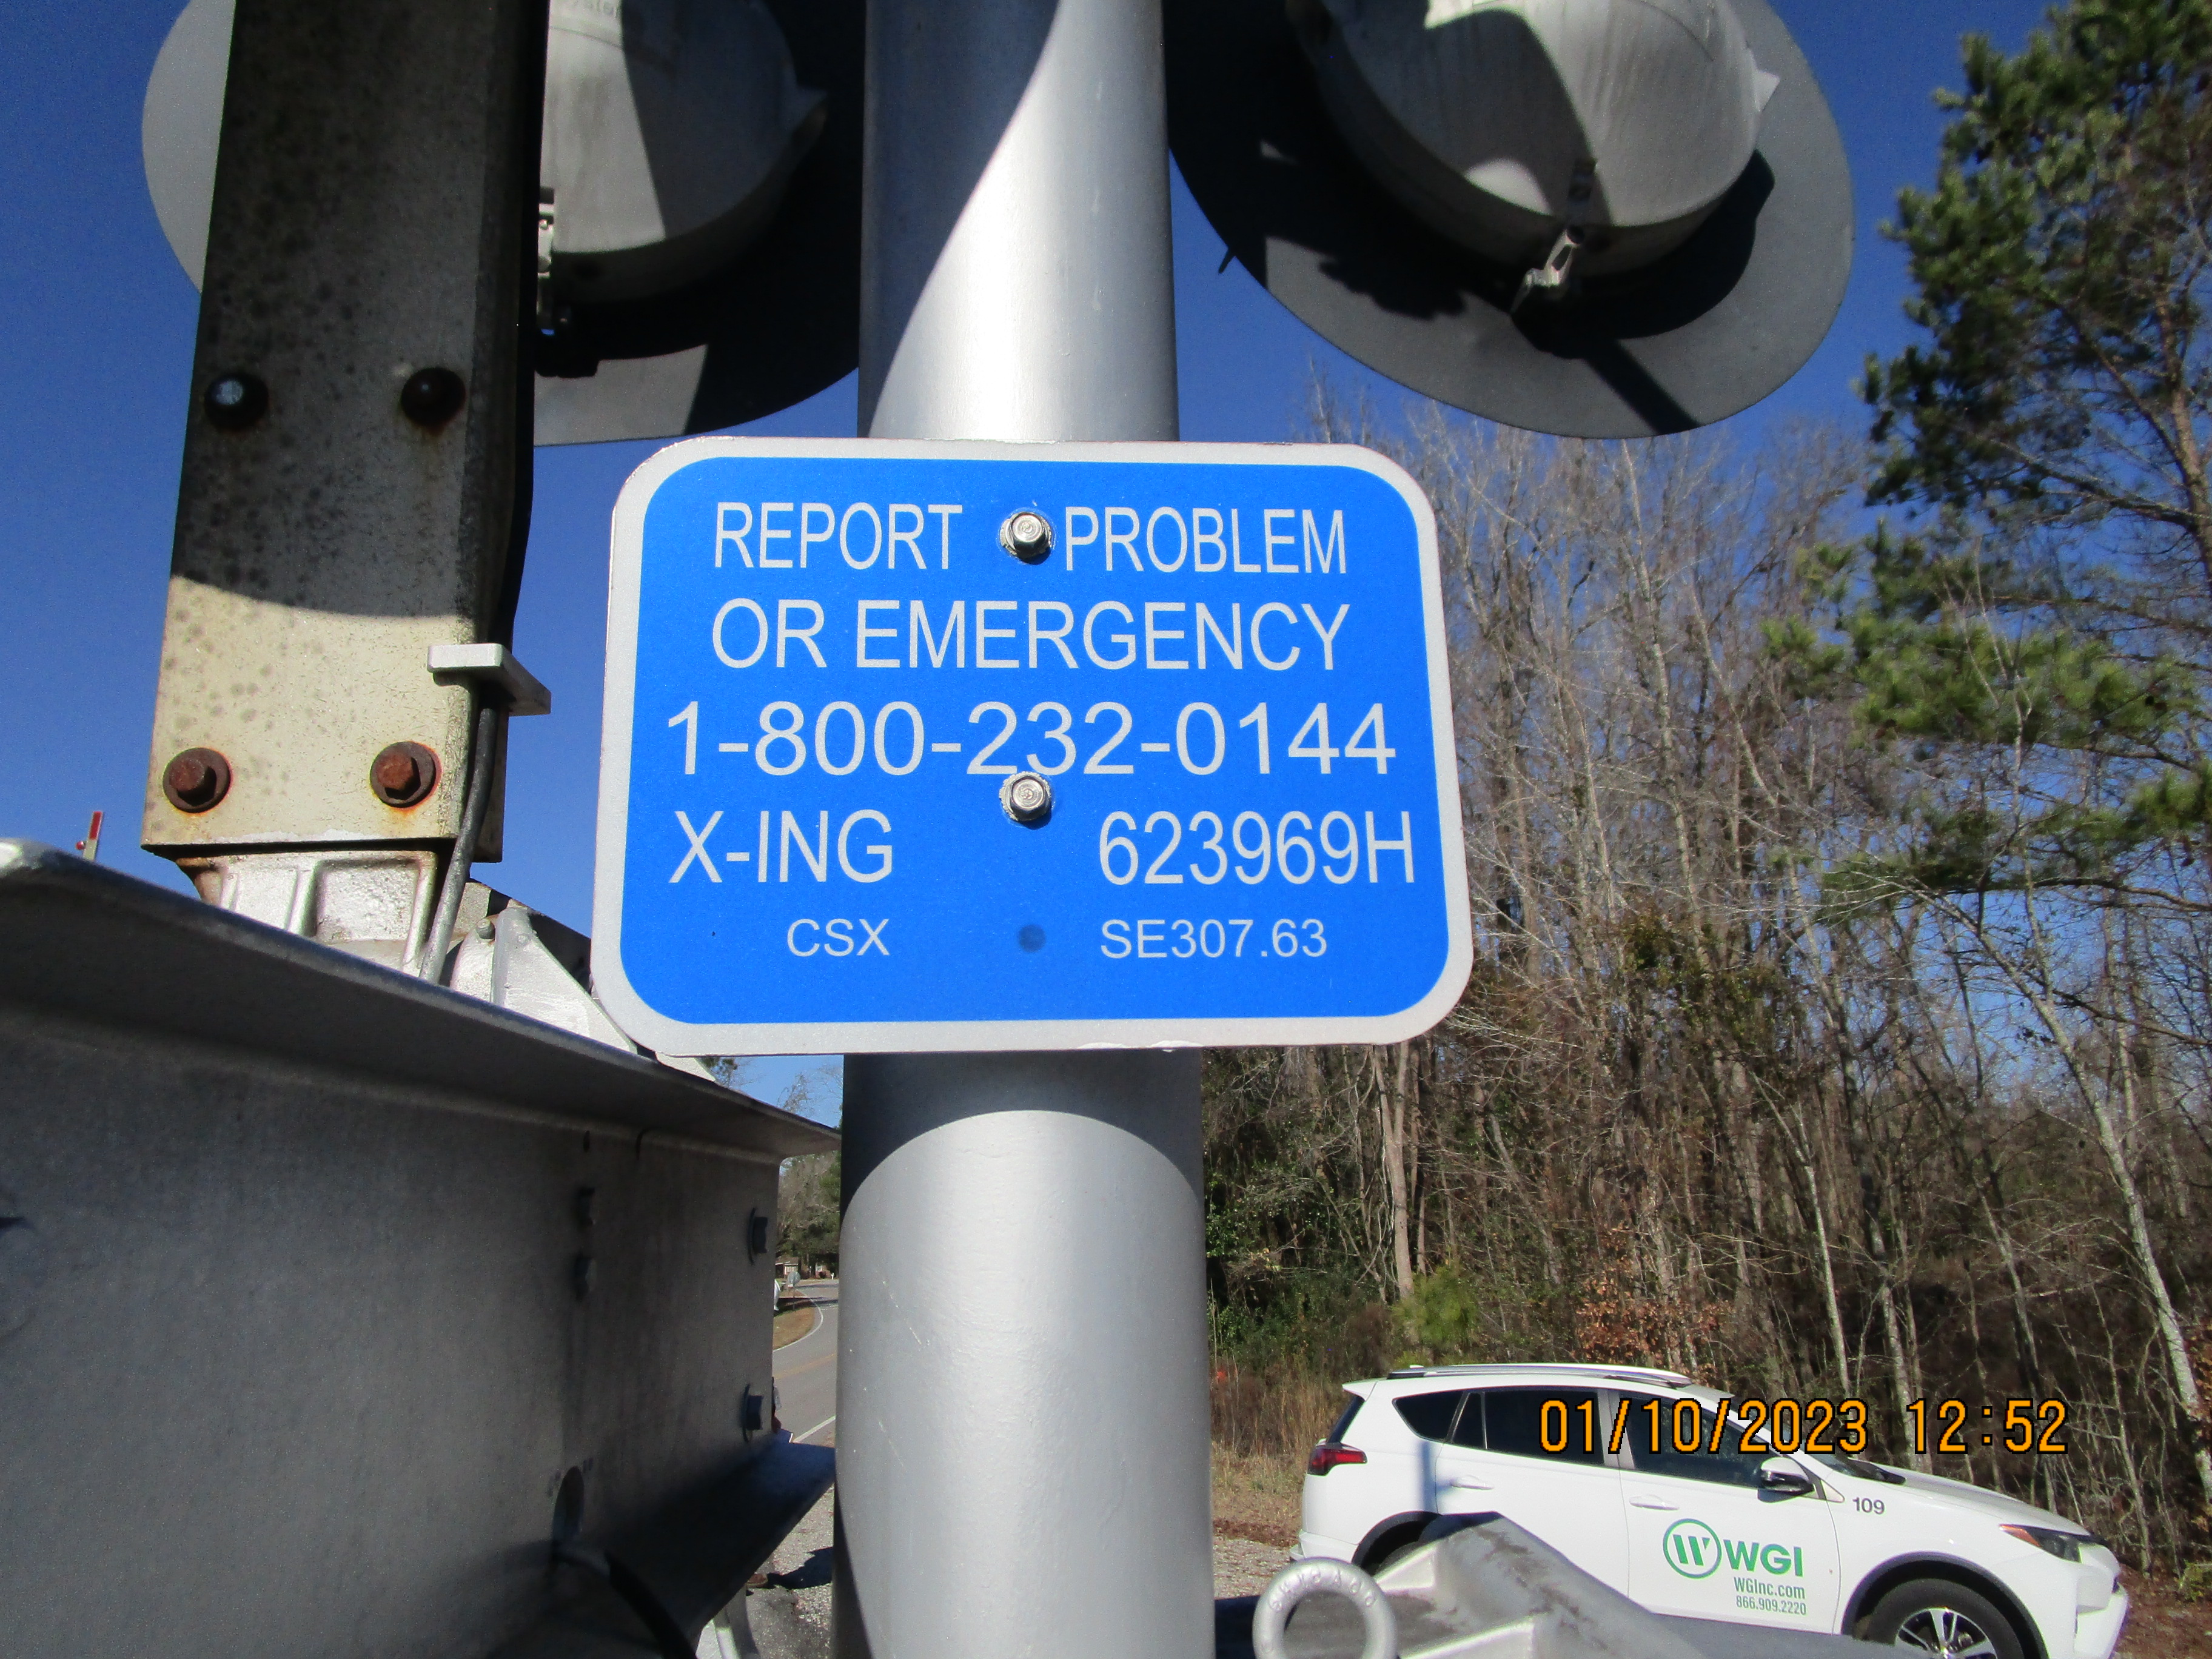 REPORT PROBLEM
OR EMERGENCY
1-800-232-0144
X-ING 623969H
CSX SE307.63
01/10/2023 12:52
109
WGI
WGInc.com
866.909.2220